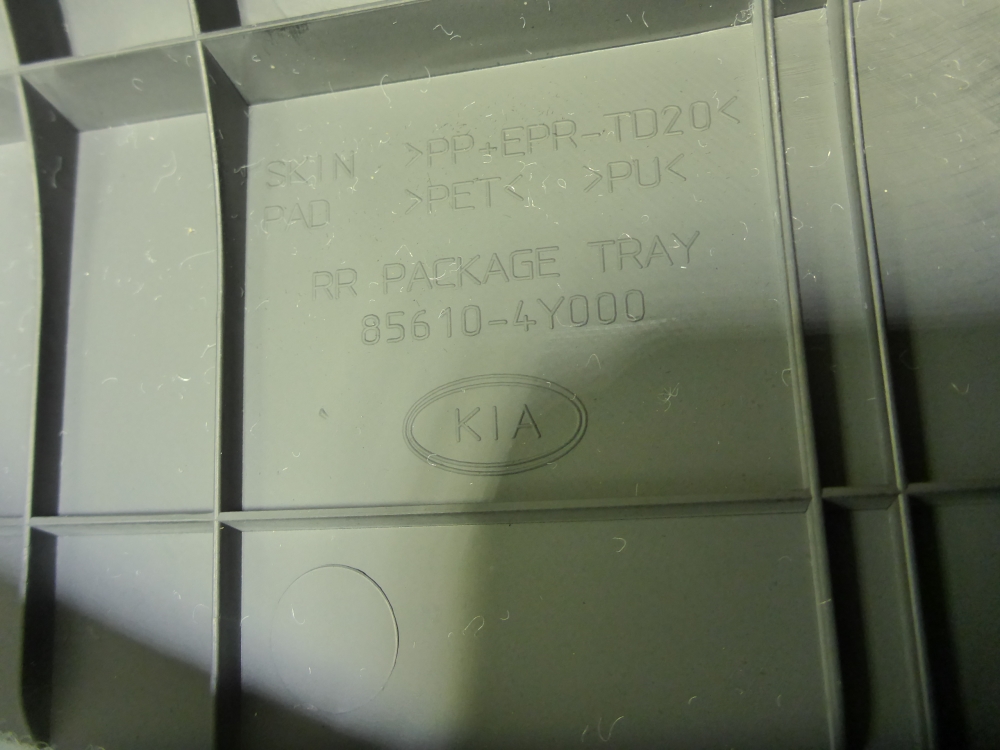 SKIN >PP+EPR-TD20<
PAD >PET< >PU<
RR PACKAGE TRAY
85610-4Y000
KIA